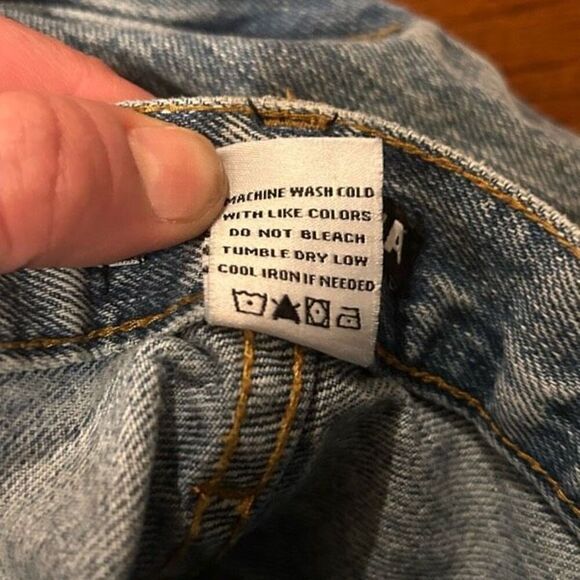 MACHINE WASH COLD
WITH LIKE COLORS
DO NOT BLEACH
TUMBLE DRY LOW
COOL IRON IF NEEDED
A